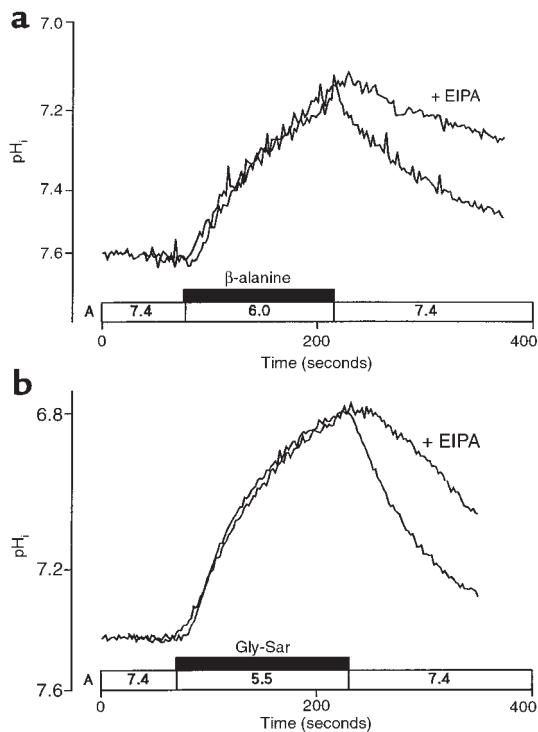 a
7.0
7.2
7.4
7.6
pHi
+ EIPA
β-alanine
A 7.4 6.0 7.4
0 200 400
Time (seconds)
b
6.8
7.2
7.6
pHi
+ EIPA
Gly-Sar
A 7.4 5.5 7.4
0 200 400
Time (seconds)